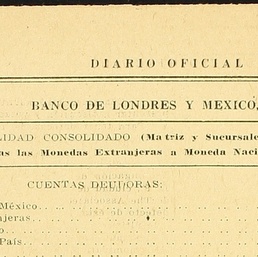 DIARIO OFICIAL
BANCO DE LONDRES Y MEXICO,
LIDAD CONSOLIDADO (Matriz y Sucursale
as las Monedas Extranjeras a Moneda Naci
CUENTAS DEUDORAS:
México
njeras
o
País